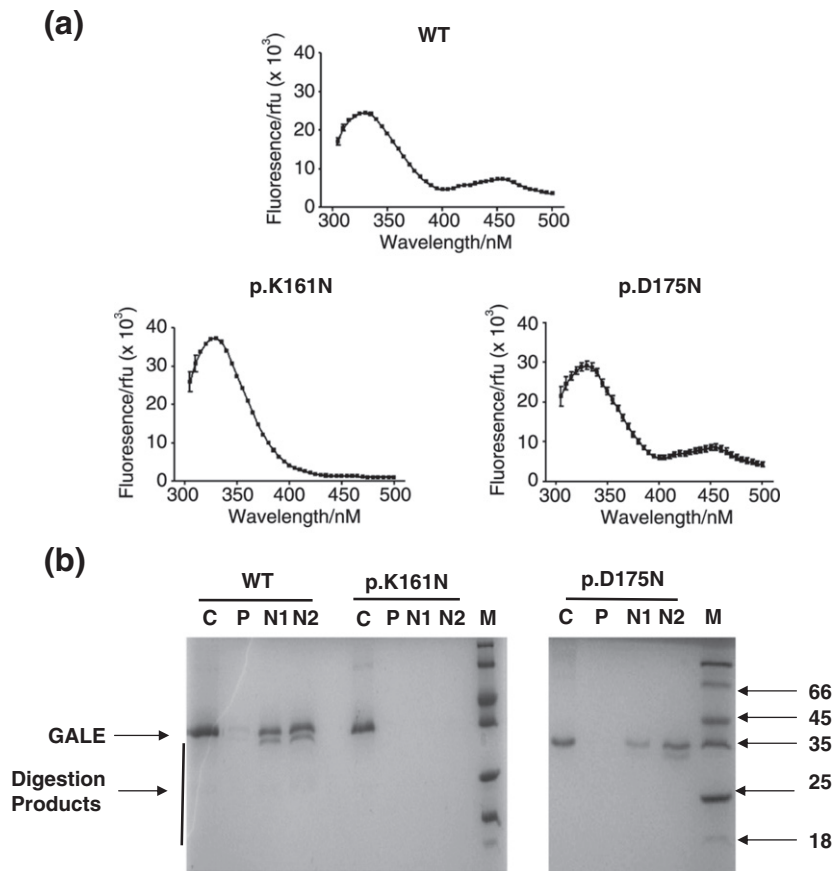 (a)
WT
Fluoresence/rfu (x 10³)
40
30
20
10
0
300 350 400 450 500
Wavelength/nM
p.K161N
Fluoresence/rfu (x 10³)
40
30
20
10
0
300 350 400 450 500
Wavelength/nM
p.D175N
Fluoresence/rfu (x 10³)
40
30
20
10
0
300 350 400 450 500
Wavelength/nM
(b)
WT p.K161N p.D175N
C P N1 N2 C P N1 N2 M C P N1 N2 M
GALE
Digestion
Products
66
45
35
25
18